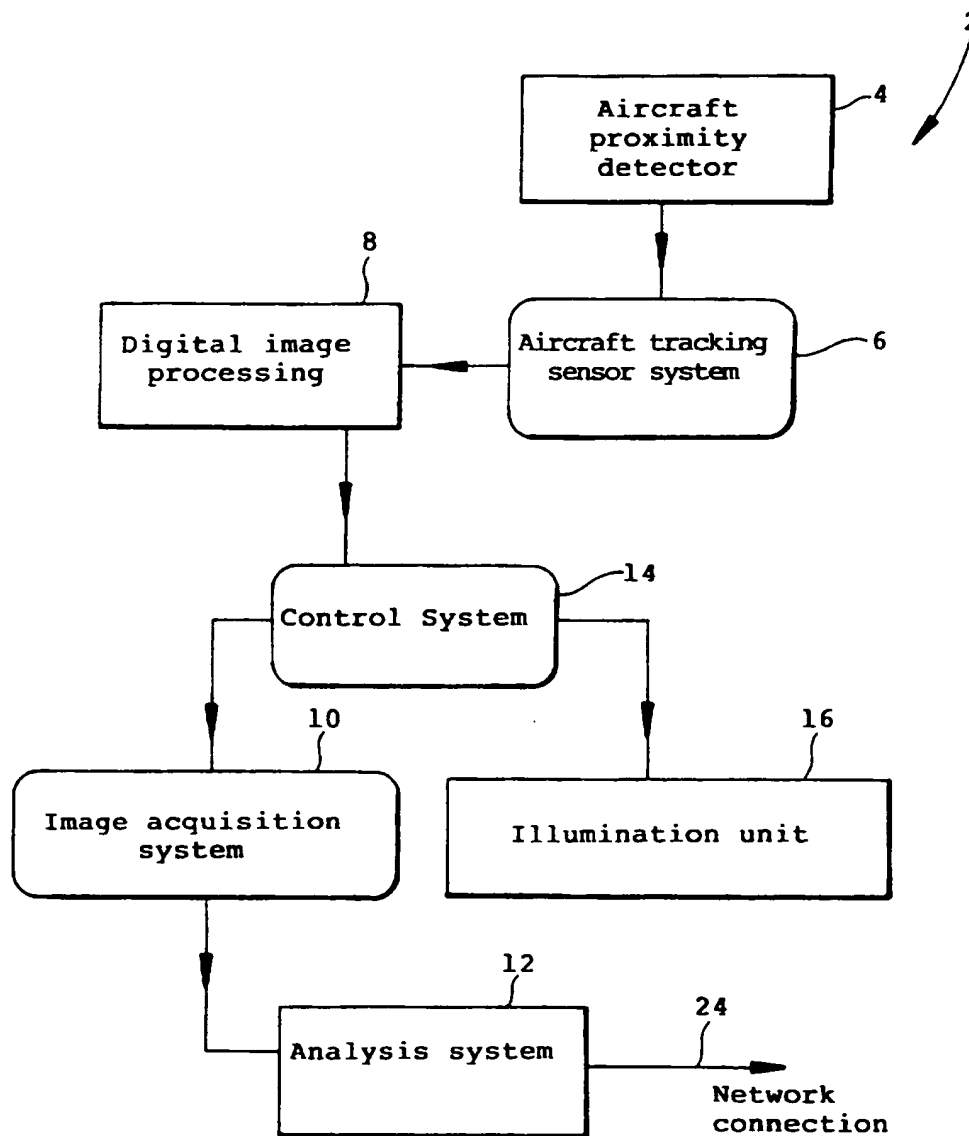 2
4
Aircraft
proximity
detector
8
Digital image
processing
Aircraft tracking
sensor system
6
14
Control System
10
16
Image acquisition
system
Illumination unit
12
Analysis system
24
Network
connection